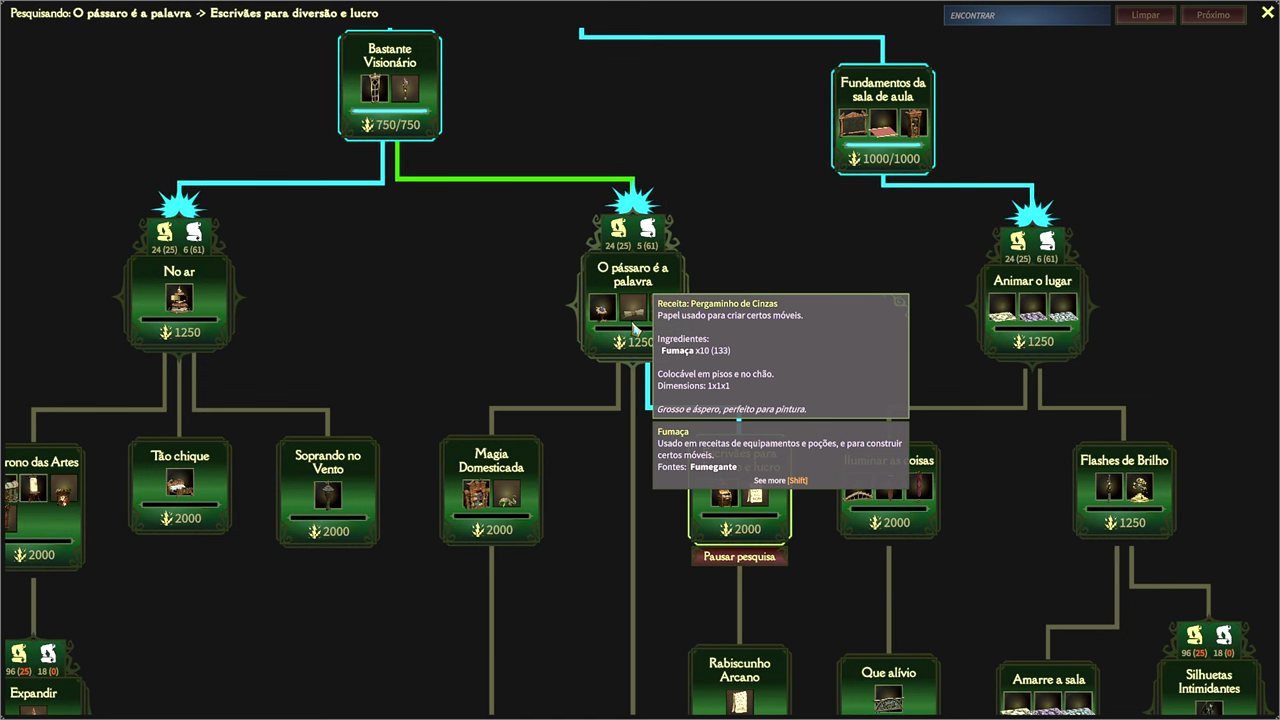 Pesquisando: O pássaro é a palavra -> Escrivães para diversão e lucro
ENCONTRAR
Limpar
Próximo
Bastante
Visionário
750/750
Fundamentos da
sala de aula
1000/1000
24 (25) 6 (61)
No ar
1250
24 (25) 5 (61)
O pássaro é a
palavra
1250
24 (25) 6 (61)
Animar o lugar
1250
Receita: Pergaminho de Cinzas
Papel usado para criar certos móveis.
Ingredientes:
Fumaça x10 (133)
Colocável em pisos e no chão.
Dimensions: 1x1x1
Grosso e áspero, perfeito para pintura.
Fumaça
Usado em receitas de equipamentos e poções, e para construir
certos móveis.
Fontes: Fumegante
See more [Shift]
rono das Artes
2000
Tão chique
2000
Soprando no
Vento
2000
Magia
Domesticada
2000
Escrivães para
diversão e lucro
2000
Pausar pesquisa
Iluminar as coisas
2000
Flashes de Brilho
1250
96 (25) 18 (0)
Expandir
Rabiscunho
Arcano
Que alívio
Amarre a sala
96 (25) 18 (0)
Silhuetas
Intimidantes